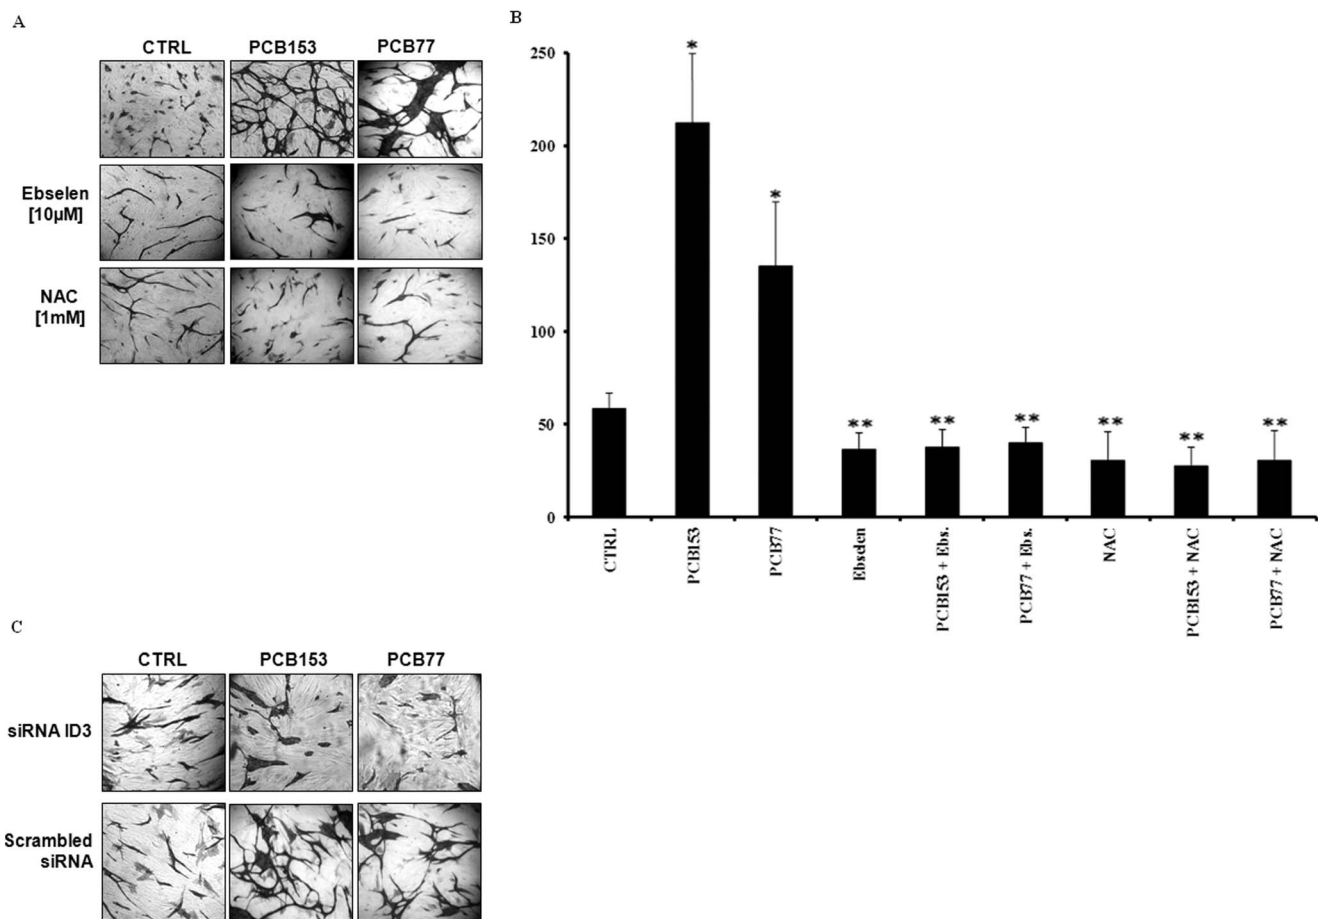 A
CTRL PCB153 PCB77
Ebselen
[10µM]
NAC
[1mM]
B
250
200
150
100
50
0
*
*
**
**
**
**
**
**
CTRL
PCB153
PCB77
Ebselen
PCB153 + Ebs.
PCB77 + Ebs.
NAC
PCB153 + NAC
PCB77 + NAC
C
CTRL PCB153 PCB77
siRNA ID3
Scrambled
siRNA